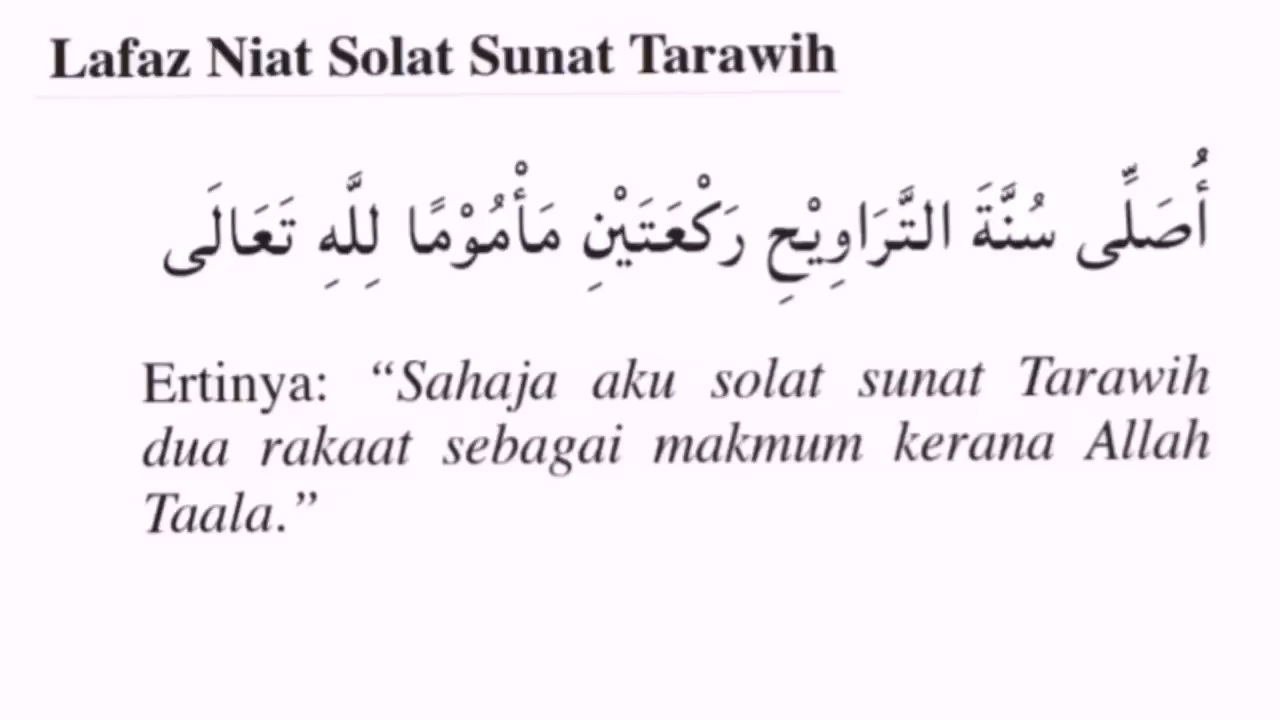 Lafaz Niat Solat Sunat Tarawih
أُصَلِّى سُنَّةَ التَّرَاوِيْحِ رَكْعَتَيْنِ مَأْمُوْمًا لِلَّهِ تَعَالَى
Ertinya: “Sahaja aku solat sunat Tarawih
dua rakaat sebagai makmum kerana Allah
Taala.”